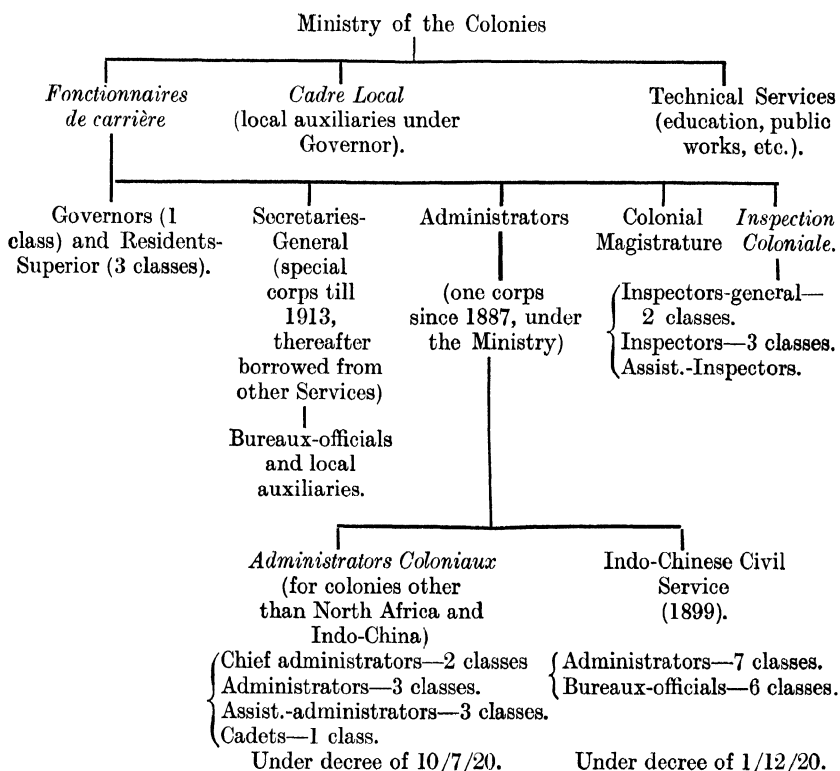 Ministry of the Colonies
Fonctionnaires
de carrière
Cadre Local
(local auxiliaries under
Governor).
Technical Services
(education, public
works, etc.).
Governors (1
class) and Residents-
Superior (3 classes).
Secretaries-
General
(special
corps till
1913,
thereafter
borrowed from
other Services)
Bureaux-officials
and local
auxiliaries.
Administrators
(one corps
since 1887, under
the Ministry)
Colonial
Magistrature
Inspection
Coloniale.
Inspectors-general—
2 classes.
Inspectors—3 classes.
Assist.-Inspectors.
Administrators Coloniaux
(for colonies other
than North Africa and
Indo-China)
Chief administrators—2 classes
Administrators—3 classes.
Assist.-administrators—3 classes.
Cadets—1 class.
Under decree of 10/7/20.
Indo-Chinese Civil
Service
(1899).
Administrators—7 classes.
Bureaux-officials—6 classes.
Under decree of 1/12/20.